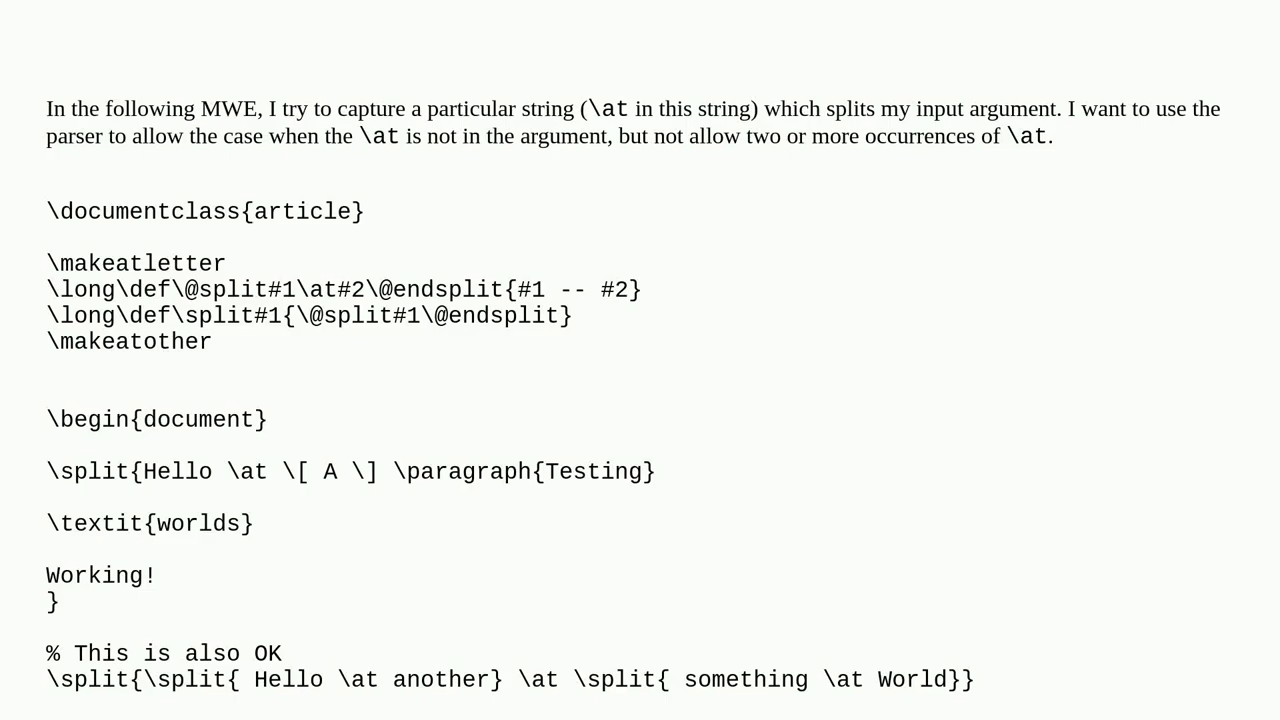 In the following MWE, I try to capture a particular string (\at in this string) which splits my input argument. I want to use the
parser to allow the case when the \at is not in the argument, but not allow two or more occurrences of \at.
\documentclass{article}
\makeatletter
\long\def\@split#1\at#2\@endsplit{#1 -- #2}
\long\def\split#1{\@split#1\@endsplit}
\makeatother
\begin{document}
\split{Hello \at \[ A \] \paragraph{Testing}
\textit{worlds}
Working!
}
% This is also OK
\split{\split{ Hello \at another} \at \split{ something \at World}}